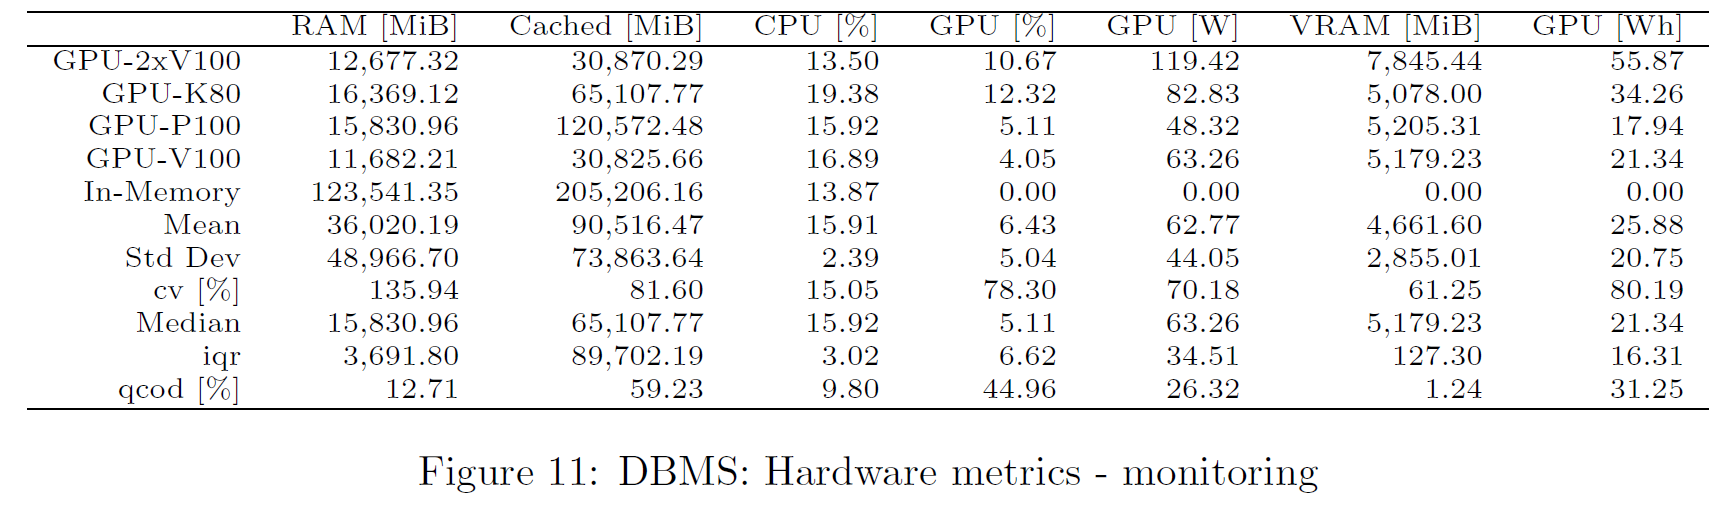 RAM [MiB] Cached [MiB] CPU [%] GPU [%] GPU [W] VRAM [MiB] GPU [Wh]
GPU-2xV100 12,677.32 30,870.29 13.50 10.67 119.42 7,845.44 55.87
GPU-K80 16,369.12 65,107.77 19.38 12.32 82.83 5,078.00 34.26
GPU-P100 15,830.96 120,572.48 15.92 5.11 48.32 5,205.31 17.94
GPU-V100 11,682.21 30,825.66 16.89 4.05 63.26 5,179.23 21.34
In-Memory 123,541.35 205,206.16 13.87 0.00 0.00 0.00 0.00
Mean 36,020.19 90,516.47 15.91 6.43 62.77 4,661.60 25.88
Std Dev 48,966.70 73,863.64 2.39 5.04 44.05 2,855.01 20.75
cv [%] 135.94 81.60 15.05 78.30 70.18 61.25 80.19
Median 15,830.96 65,107.77 15.92 5.11 63.26 5,179.23 21.34
iqr 3,691.80 89,702.19 3.02 6.62 34.51 127.30 16.31
qcod [%] 12.71 59.23 9.80 44.96 26.32 1.24 31.25
Figure 11: DBMS: Hardware metrics - monitoring